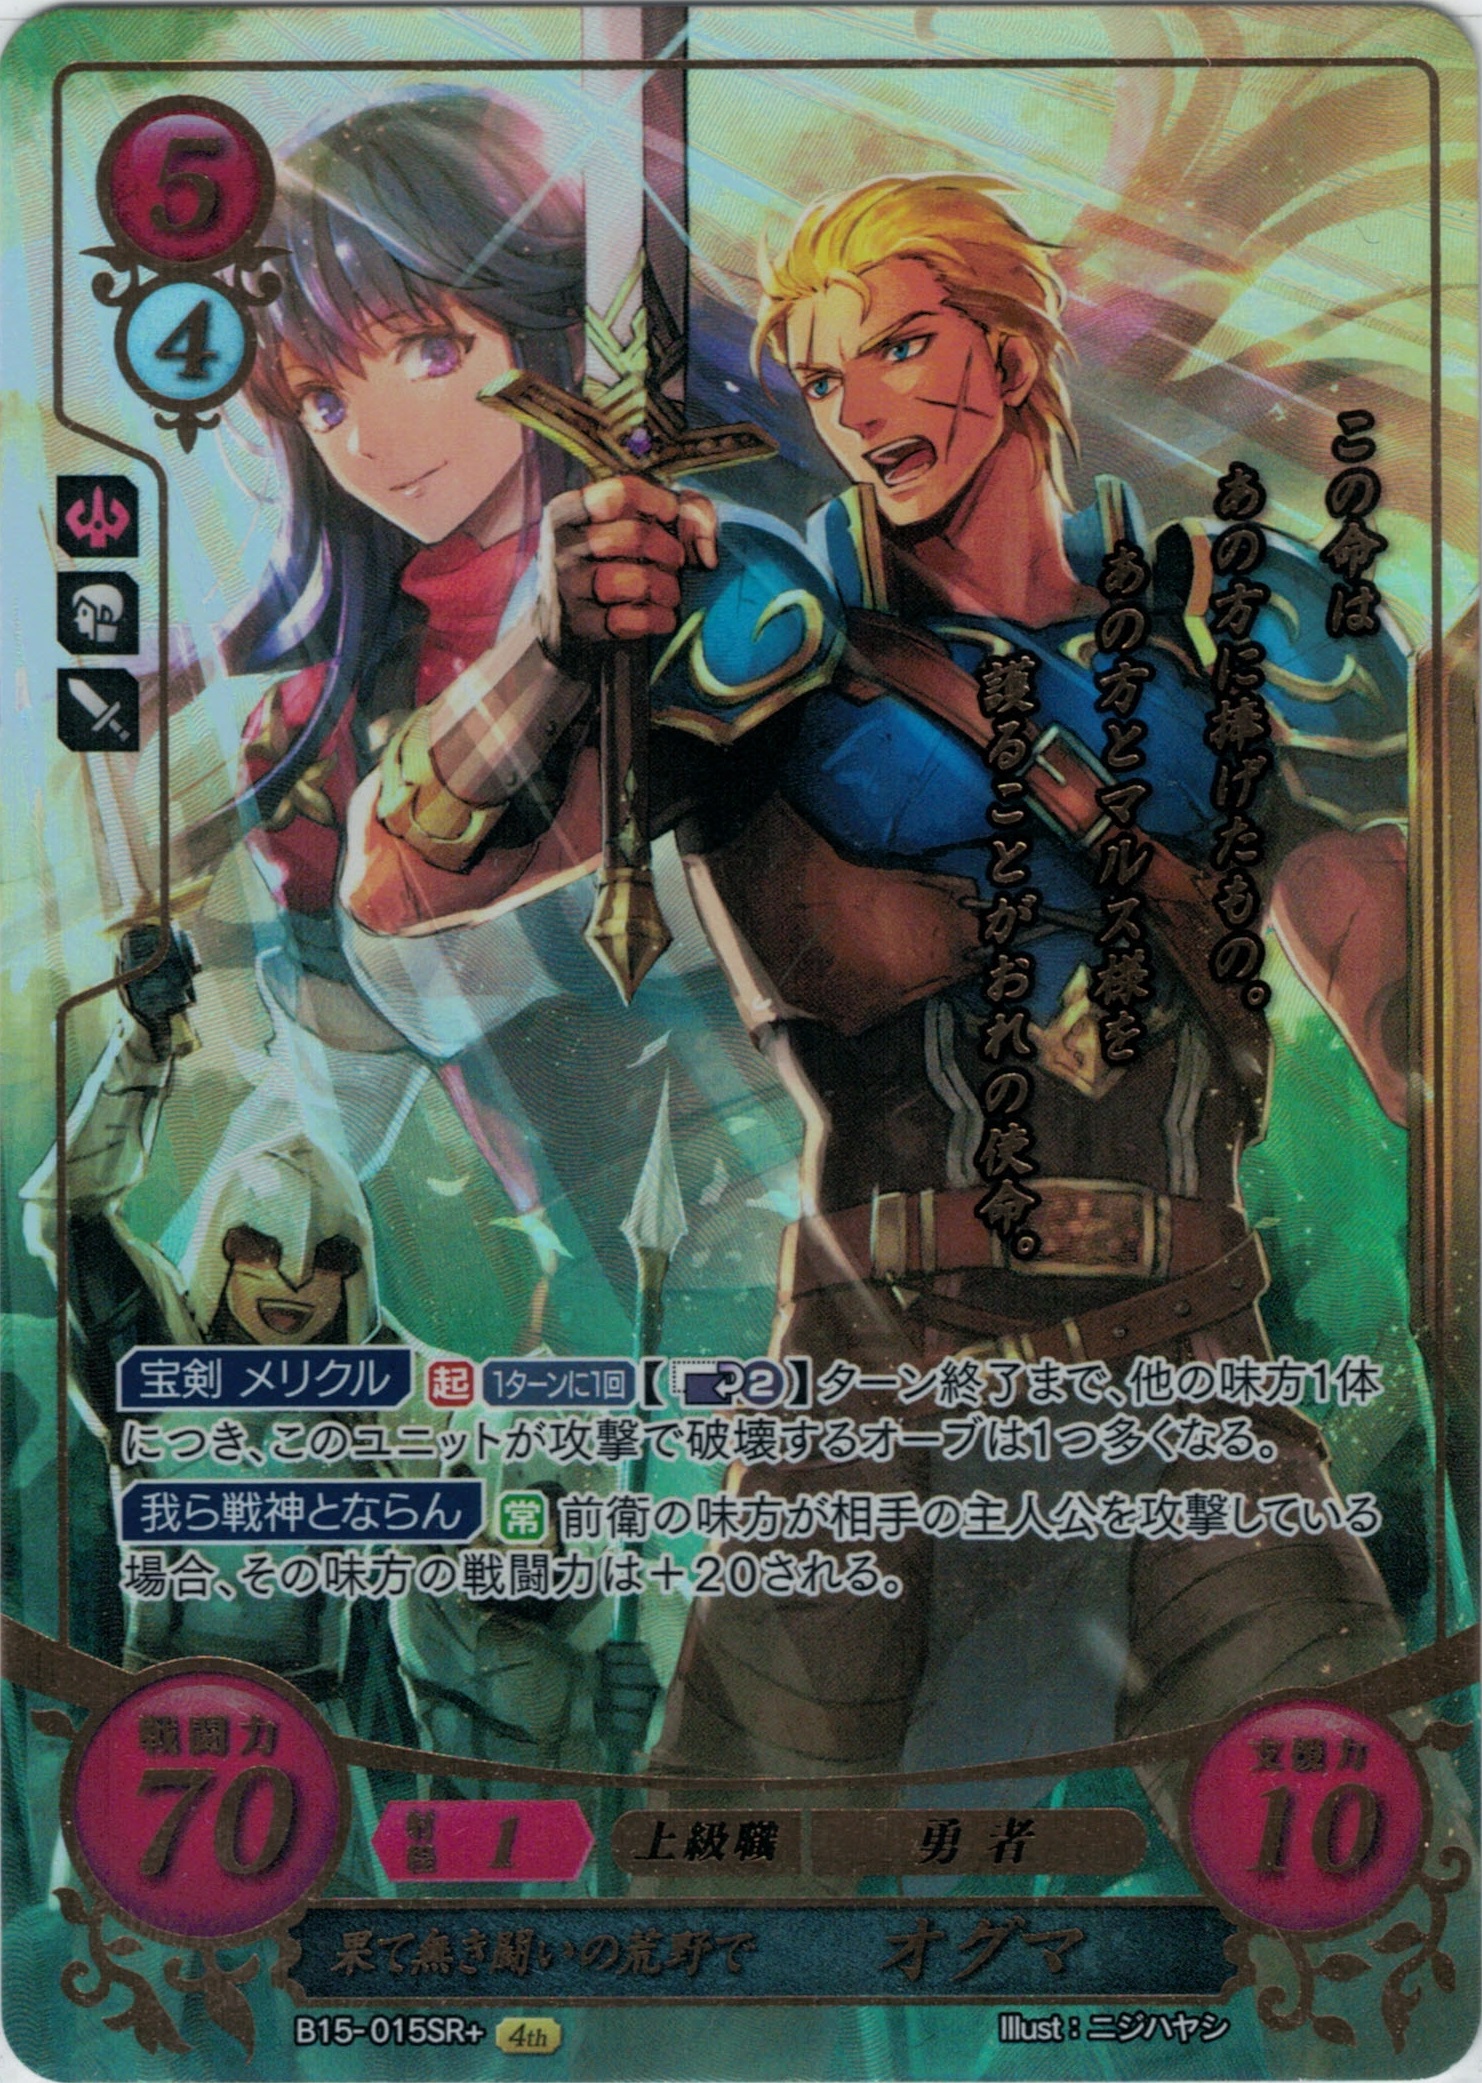 5
4
この命は
あの方に捧げたもの。
あの方とマルス様を
護ることがおれの使命。
宝剣 メリクル 起 1ターンに1回 【 2】ターン終了まで、他の味方1体
につき、このユニットが攻撃で破壊するオーブは1つ多くなる。
我ら戦神とならん 常 前衛の味方が相手の主人公を攻撃している
場合、その味方の戦闘力は＋20される。
戦闘力
70
射程 1 上級職 勇者
支援力
10
果て無き闘いの荒野で オグマ
B15-015SR+ 4th Illust：ニジハヤシ